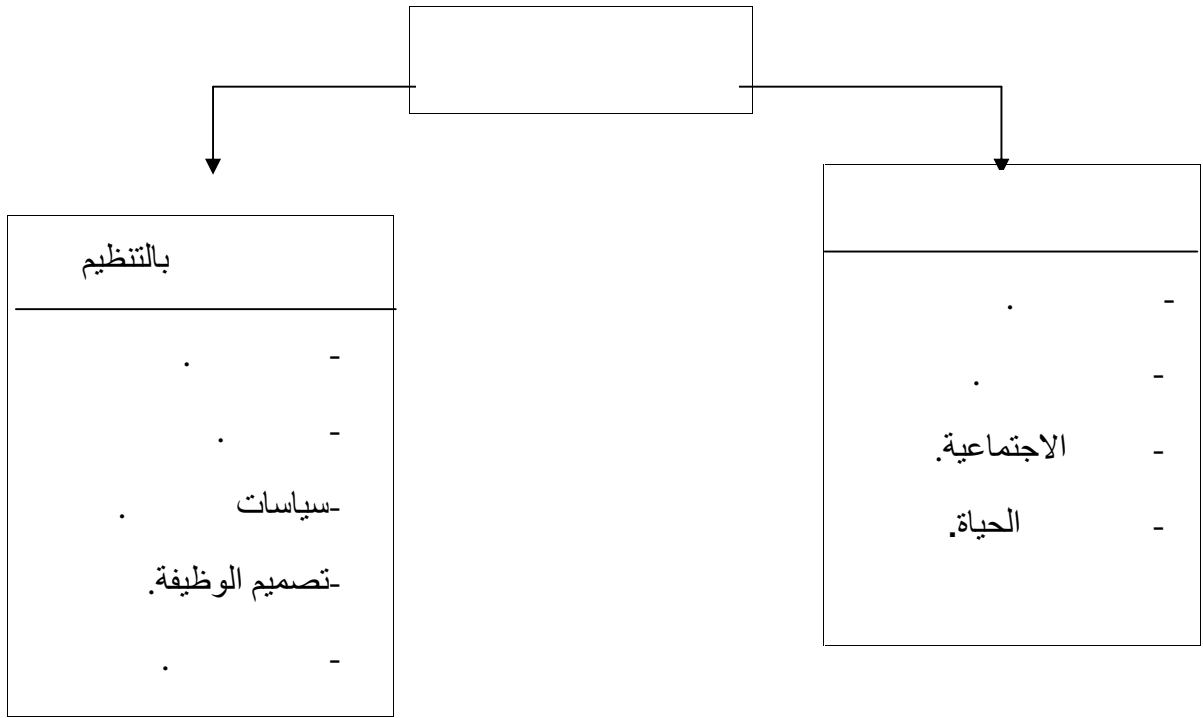 بالتنظيم
- .
- .
-سياسات .
-تصميم الوظيفة.
- .
- .
- .
- الاجتماعية.
- الحياة.